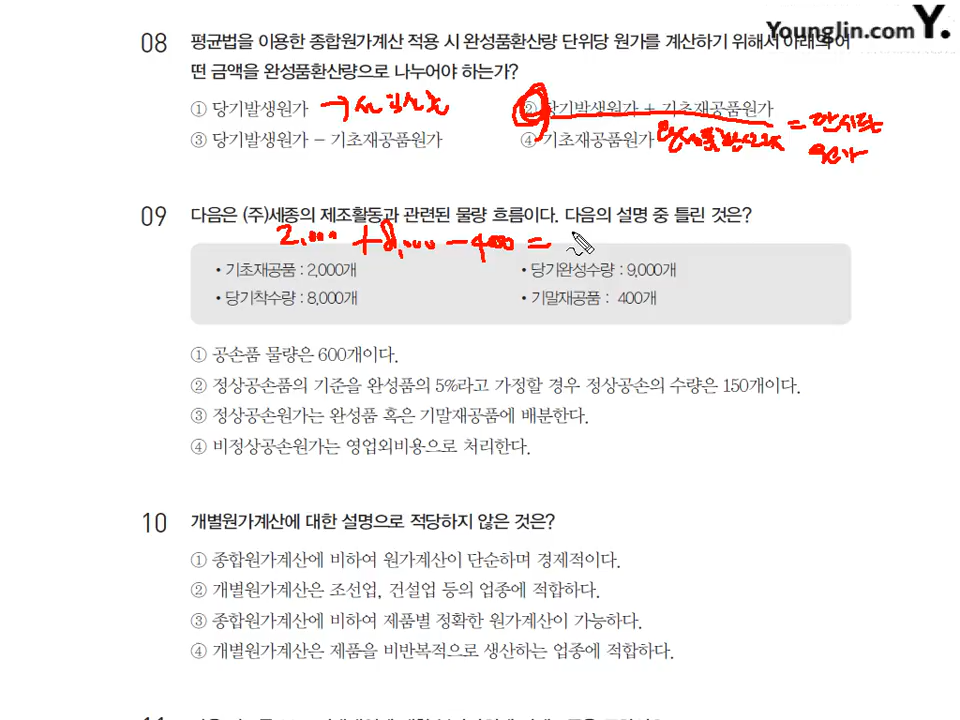 Younglin.com Y.
08 평균법을 이용한 종합원가계산 적용 시 완성품환산량 단위당 원가를 계산하기 위해서 아래의 어
떤 금액을 완성품환산량으로 나누어야 하는가?
① 당기발생원가 → 선입선출 ② 당기발생원가 + 기초재공품원가
③ 당기발생원가 – 기초재공품원가 ④ 기초재공품원가 완성품환산량 = 단위당
원가
09 다음은 (주)세종의 제조활동과 관련된 물량 흐름이다. 다음의 설명 중 틀린 것은?
2,000 + 8,000 - 400 =
• 기초재공품 : 2,000개 • 당기완성수량 : 9,000개
• 당기착수량 : 8,000개 • 기말재공품 : 400개
① 공손품 물량은 600개이다.
② 정상공손품의 기준을 완성품의 5%라고 가정할 경우 정상공손의 수량은 150개이다.
③ 정상공손원가는 완성품 혹은 기말재공품에 배분한다.
④ 비정상공손원가는 영업외비용으로 처리한다.
10 개별원가계산에 대한 설명으로 적당하지 않은 것은?
① 종합원가계산에 비하여 원가계산이 단순하며 경제적이다.
② 개별원가계산은 조선업, 건설업 등의 업종에 적합하다.
③ 종합원가계산에 비하여 제품별 정확한 원가계산이 가능하다.
④ 개별원가계산은 제품을 비반복적으로 생산하는 업종에 적합하다.